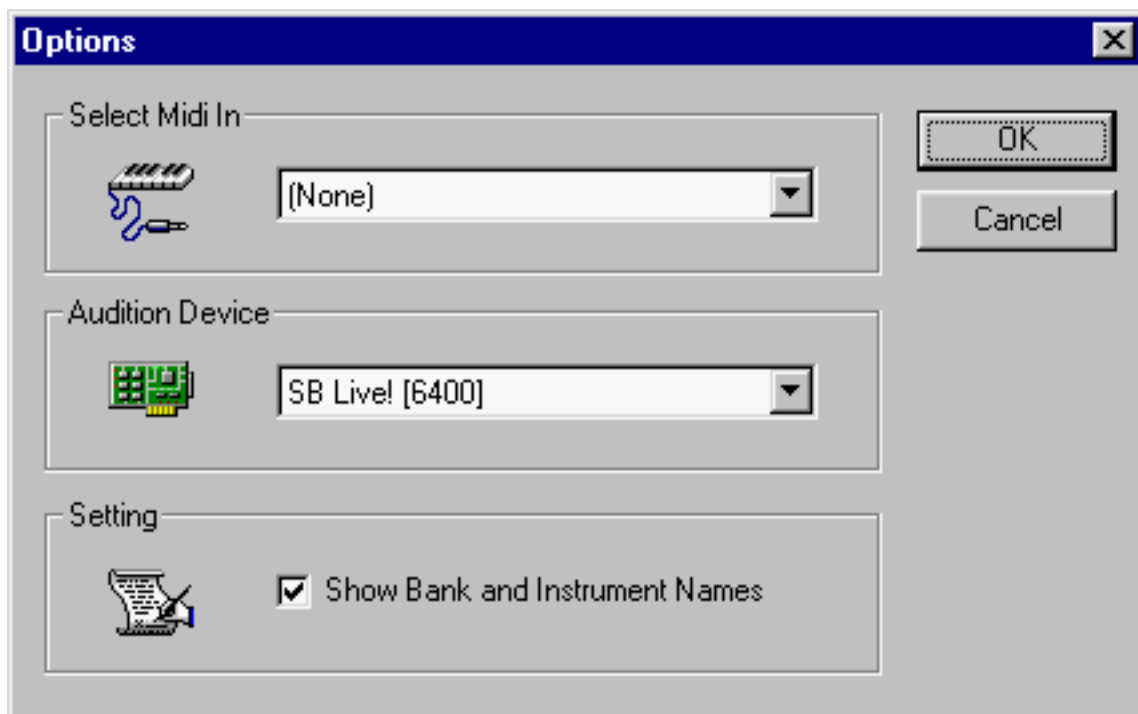 Options
Select Midi In
(None)
OK
Cancel
Audition Device
SB Live! [6400]
Setting
Show Bank and Instrument Names